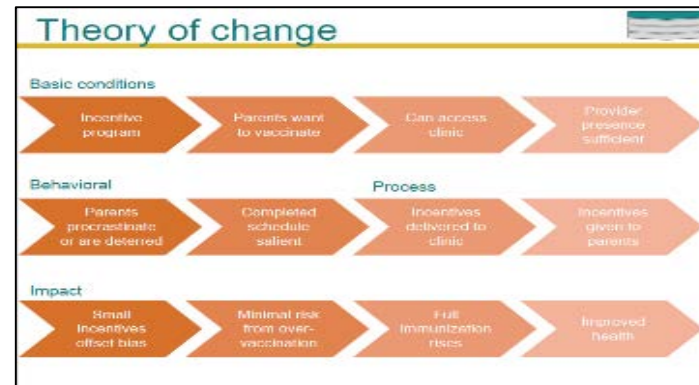 Theory of change
Basic conditions
Incentive
program
Parents want
to vaccinate
Can access
clinic
Provider
presence
sufficient
Behavioral
Process
Parents
procrastinate
or are deterred
Completed
schedule
salient
Incentives
delivered to
clinic
Incentives
given to
parents
Impact
Small
incentives
offset bias
Minimal risk
from over-
vaccination
Full
immunization
rises
Improved
health